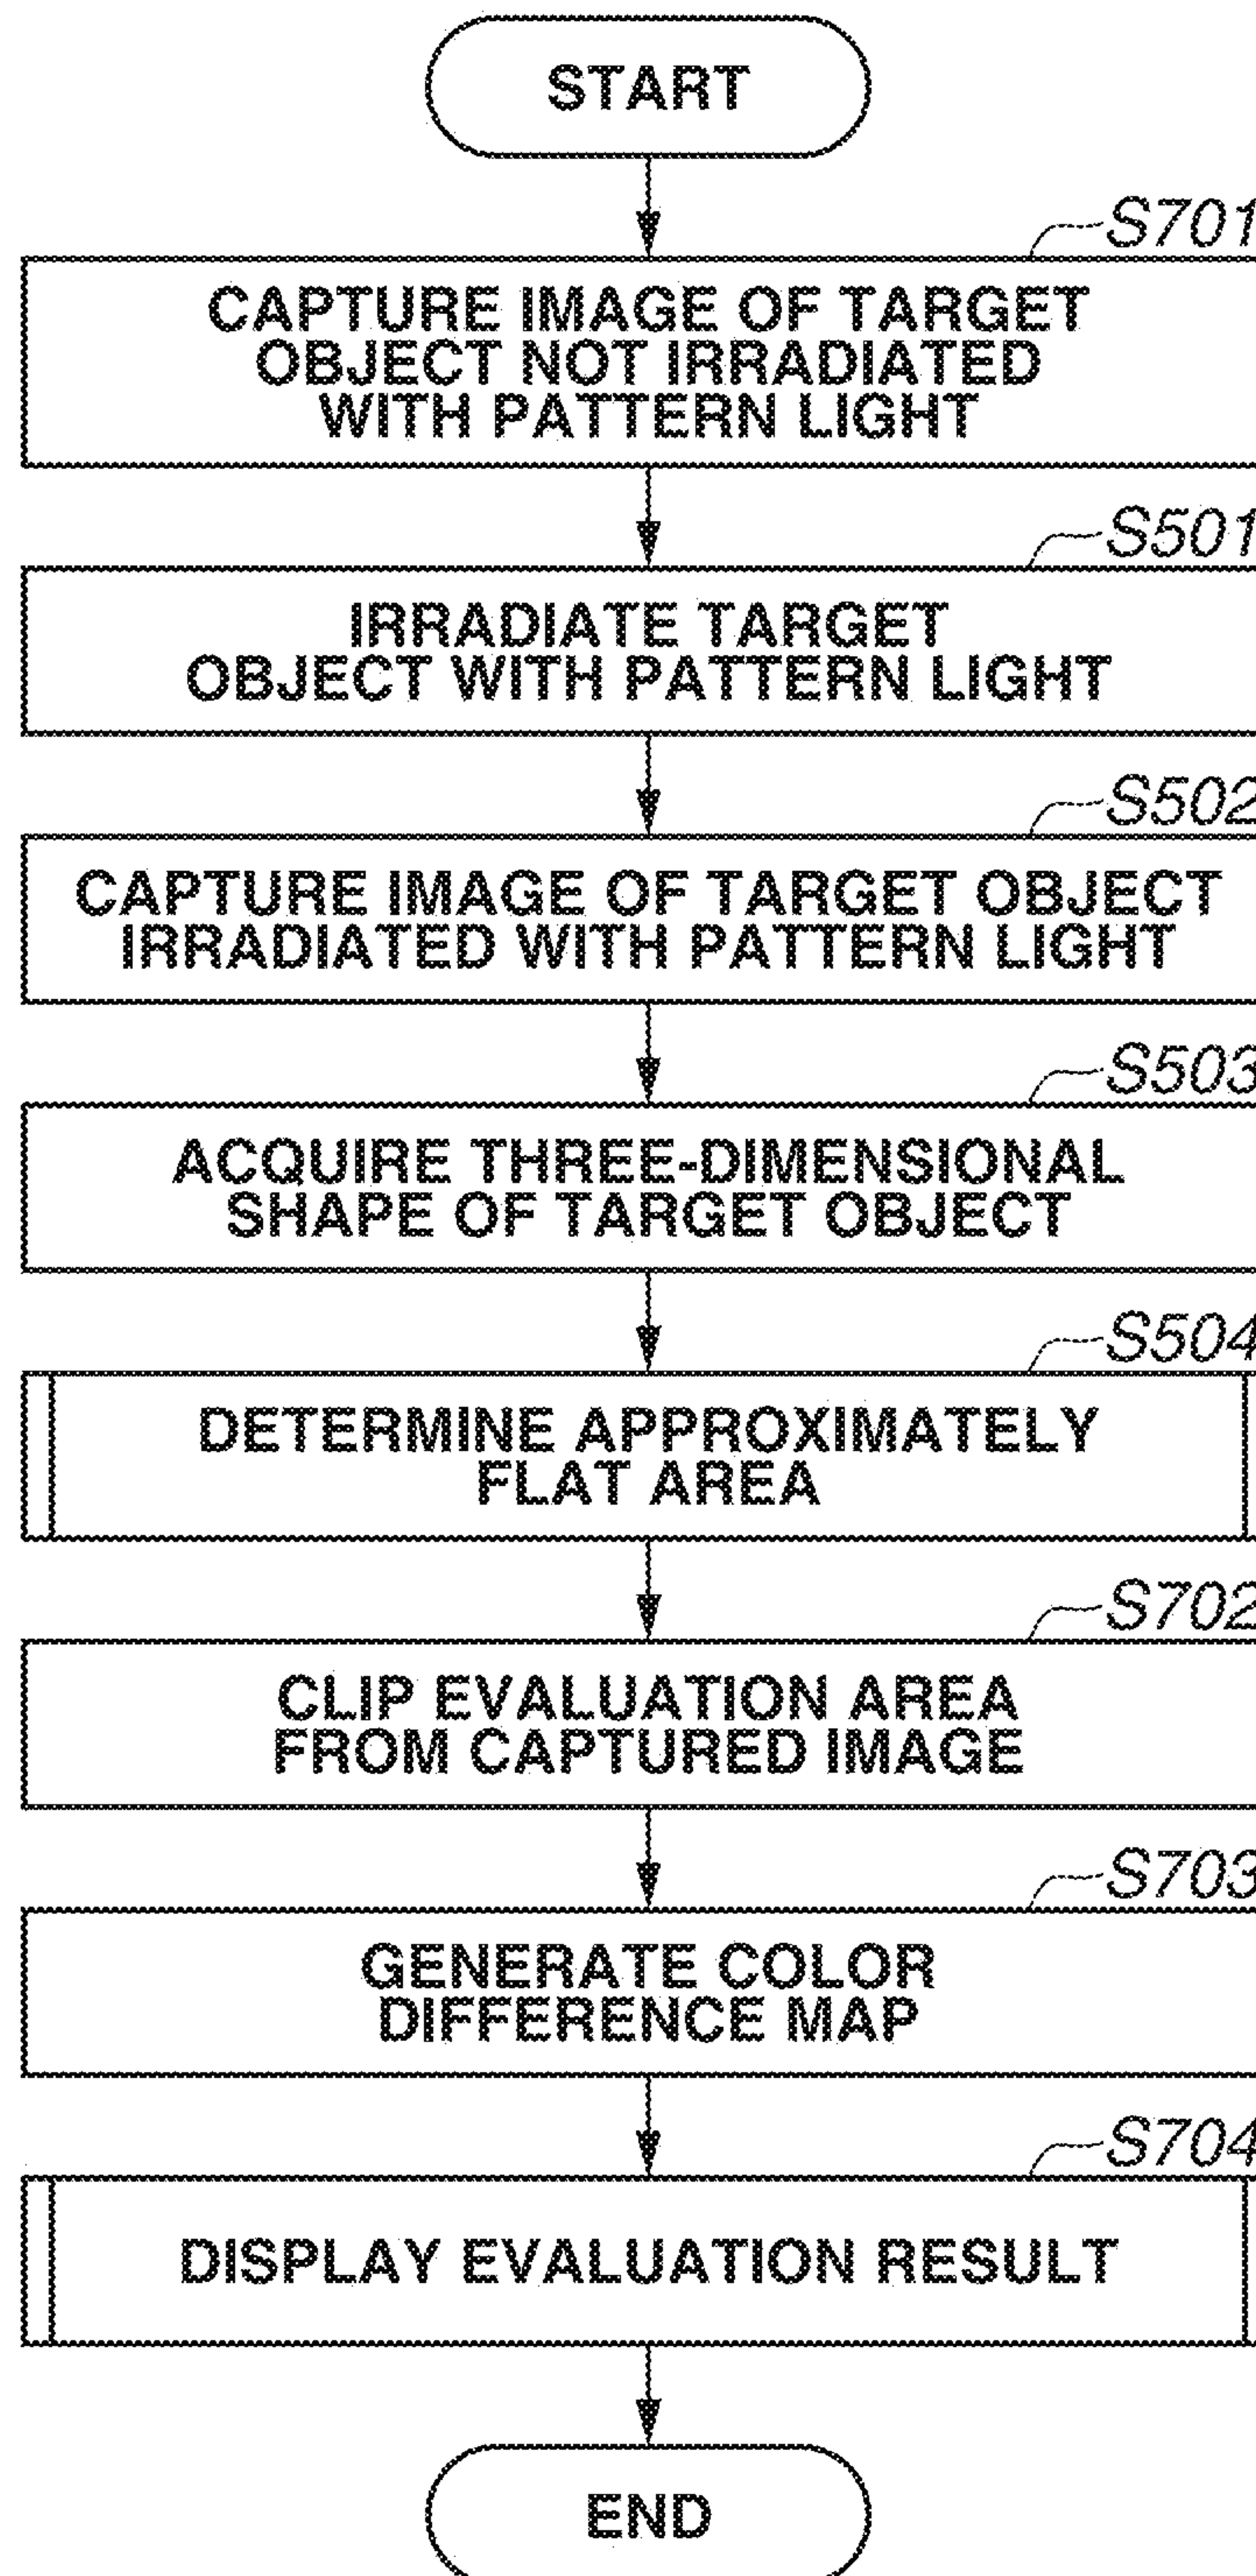 START
S701
CAPTURE IMAGE OF TARGET
OBJECT NOT IRRADIATED
WITH PATTERN LIGHT
S501
IRRADIATE TARGET
OBJECT WITH PATTERN LIGHT
S502
CAPTURE IMAGE OF TARGET OBJECT
IRRADIATED WITH PATTERN LIGHT
S503
ACQUIRE THREE-DIMENSIONAL
SHAPE OF TARGET OBJECT
S504
DETERMINE APPROXIMATELY
FLAT AREA
S702
CLIP EVALUATION AREA
FROM CAPTURED IMAGE
S703
GENERATE COLOR
DIFFERENCE MAP
S704
DISPLAY EVALUATION RESULT
END